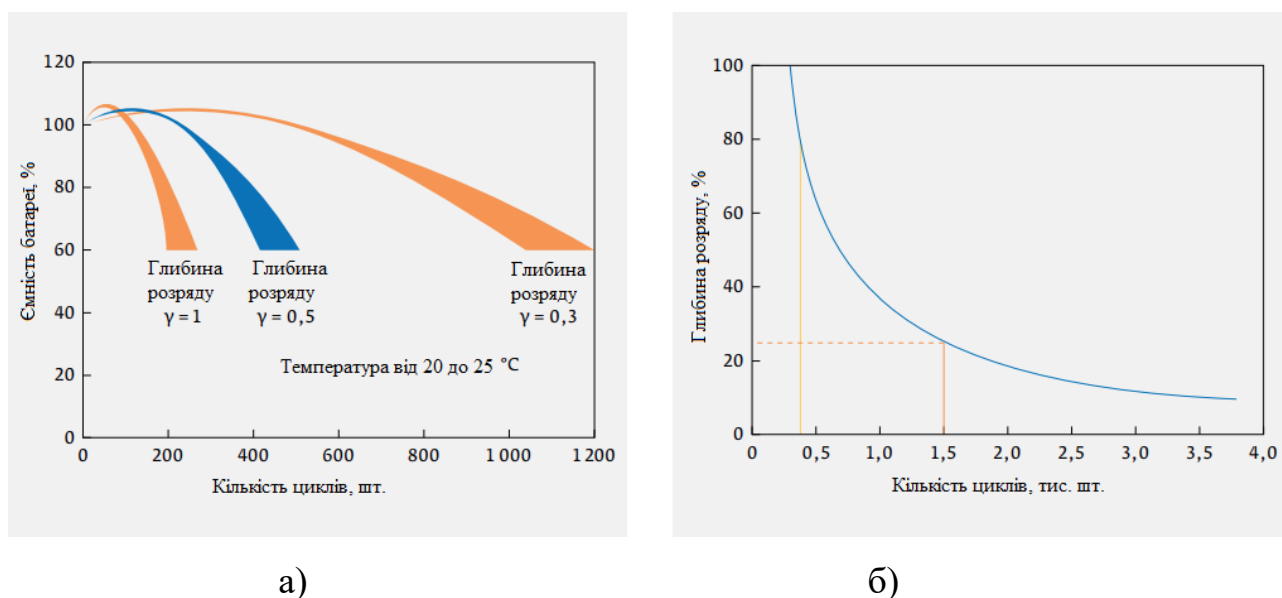 120
100
80
60
40
20
0
Ємність батареї, %
Глибина
розряду
γ = 1
Глибина
розряду
γ = 0,5
Глибина
розряду
γ = 0,3
Температура від 20 до 25 °C
0 200 400 600 800 1 000 1 200
Кількість циклів, шт.
а)
100
80
60
40
20
0
Глибина розряду, %
0 0,5 1,0 1,5 2,0 2,5 3,0 3,5 4,0
Кількість циклів, тис. шт.
б)